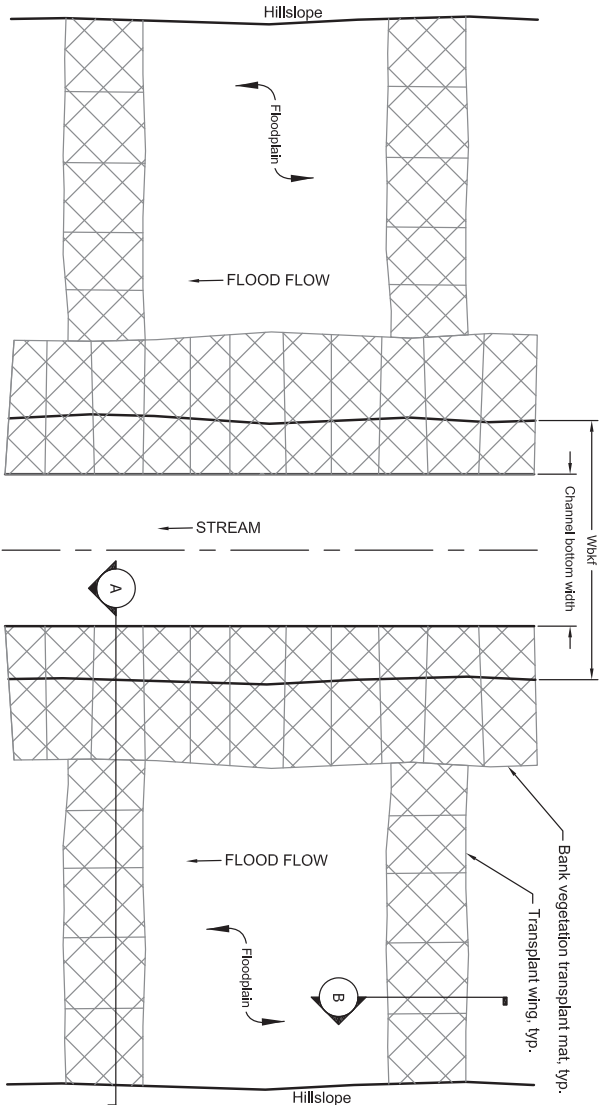 Hillslope
Floodplain
FLOOD FLOW
Wbkf
Channel bottom width
STREAM
A
Bank vegetation transplant mat, typ.
Transplant wing, typ.
FLOOD FLOW
Floodplain
B
Hillslope